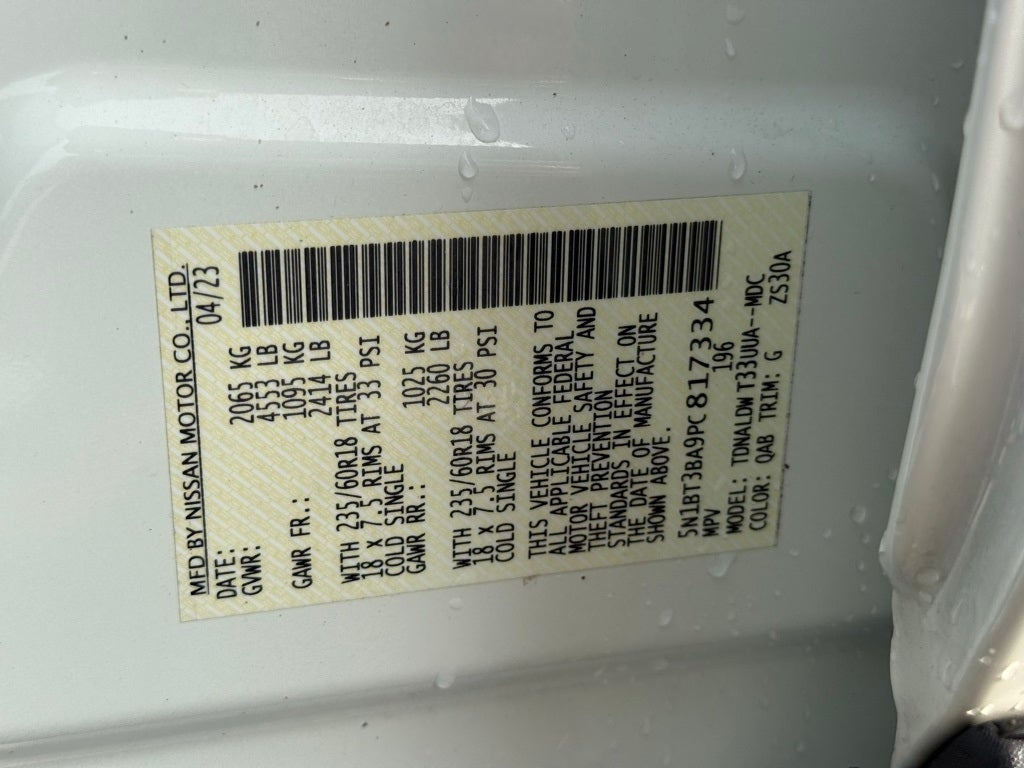 MFD BY NISSAN MOTOR CO., LTD.
DATE: 04/23
GVWR: 2065 KG
4553 LB
GAWR FR.: 1095 KG
2414 LB
WITH 235/60R18 TIRES
18 X 7.5 RIMS AT 33 PSI
COLD SINGLE
GAWR RR.: 1025 KG
2260 LB
WITH 235/60R18 TIRES
18 X 7.5 RIMS AT 30 PSI
COLD SINGLE
THIS VEHICLE CONFORMS TO
ALL APPLICABLE FEDERAL
MOTOR VEHICLE SAFETY AND
THEFT PREVENTION
STANDARDS IN EFFECT ON
THE DATE OF MANUFACTURE
SHOWN ABOVE.
5N1BT3BA9PC817334
MPV 196
MODEL: TDNALDW T33UUA--MDC
COLOR: QAB TRIM: G ZS30A